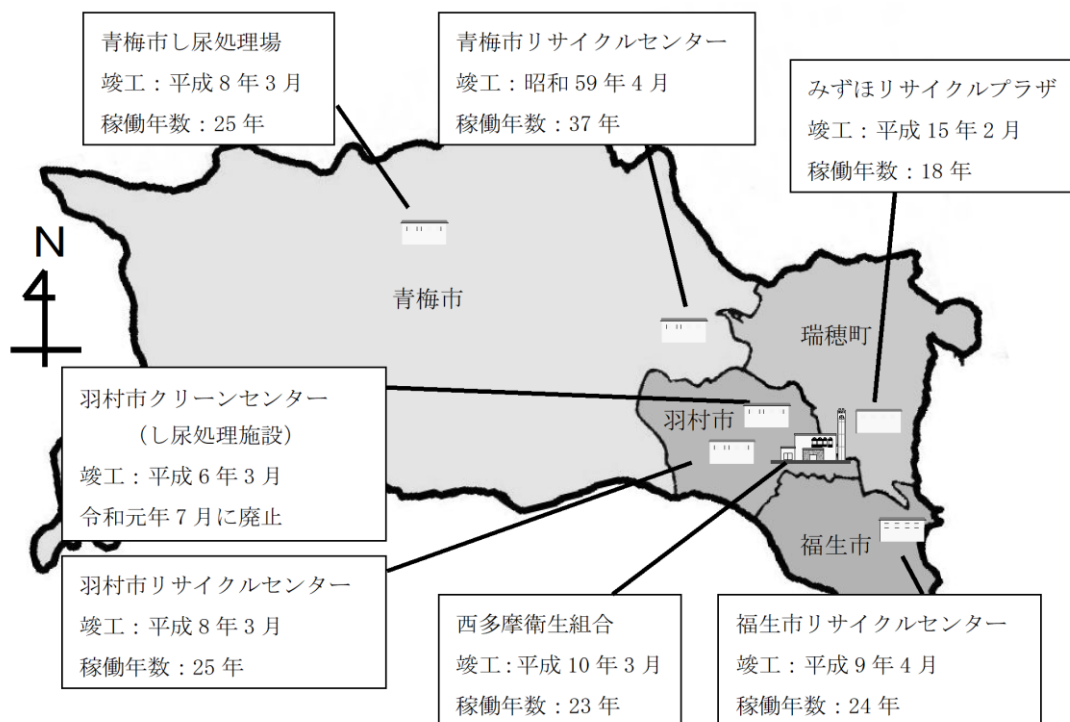 青梅市し尿処理場
竣工：平成 8 年 3 月
稼働年数：25 年
青梅市リサイクルセンター
竣工：昭和 59 年 4 月
稼働年数：37 年
みずほリサイクルプラザ
竣工：平成 15 年 2 月
稼働年数：18 年
N
青梅市
瑞穂町
羽村市
福生市
羽村市クリーンセンター
（し尿処理施設）
竣工：平成 6 年 3 月
令和元年 7 月に廃止
羽村市リサイクルセンター
竣工：平成 8 年 3 月
稼働年数：25 年
西多摩衛生組合
竣工：平成 10 年 3 月
稼働年数：23 年
福生市リサイクルセンター
竣工：平成 9 年 4 月
稼働年数：24 年